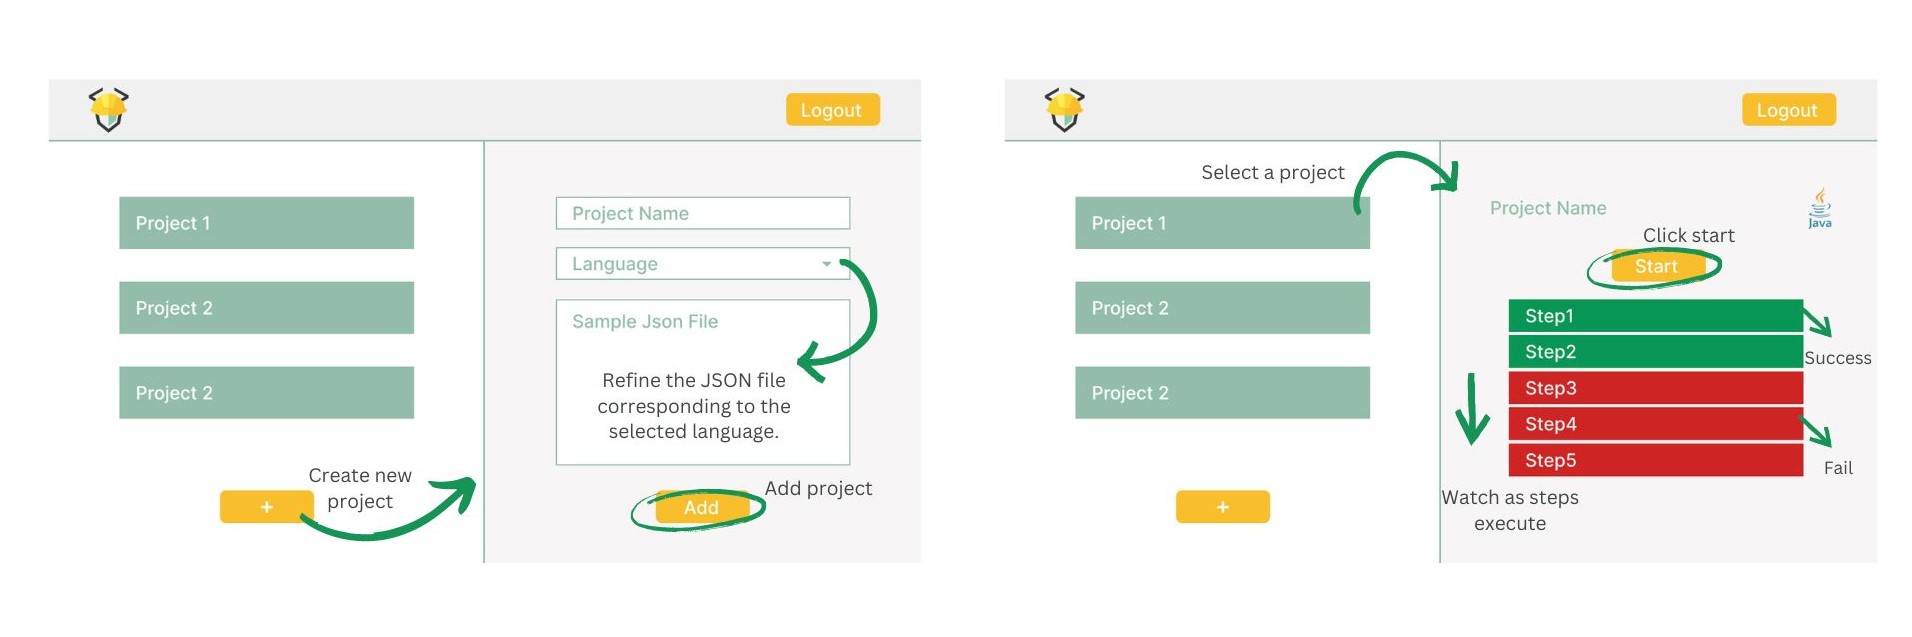 Logout
Project 1
Project 2
Project 2
Create new
project
+
Project Name
Language
Sample Json File
Refine the JSON file
corresponding to the
selected language.
Add project
Add
Logout
Select a project
Project 1
Project 2
Project 2
+
Project Name
Java
Click start
Start
Step1
Step2
Success
Step3
Step4
Step5
Fail
Watch as steps
execute